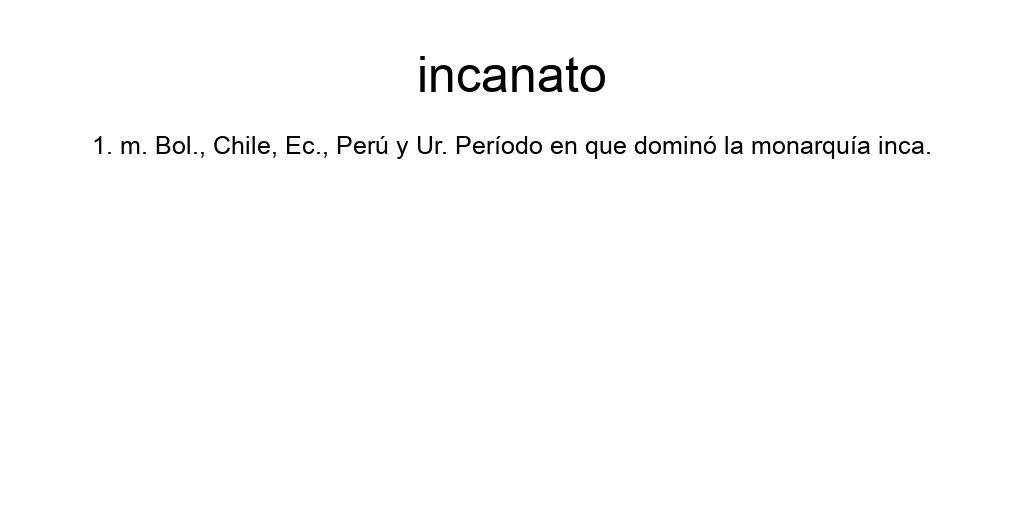 incanato
1. m. Bol., Chile, Ec., Perú y Ur. Período en que dominó la monarquía inca.